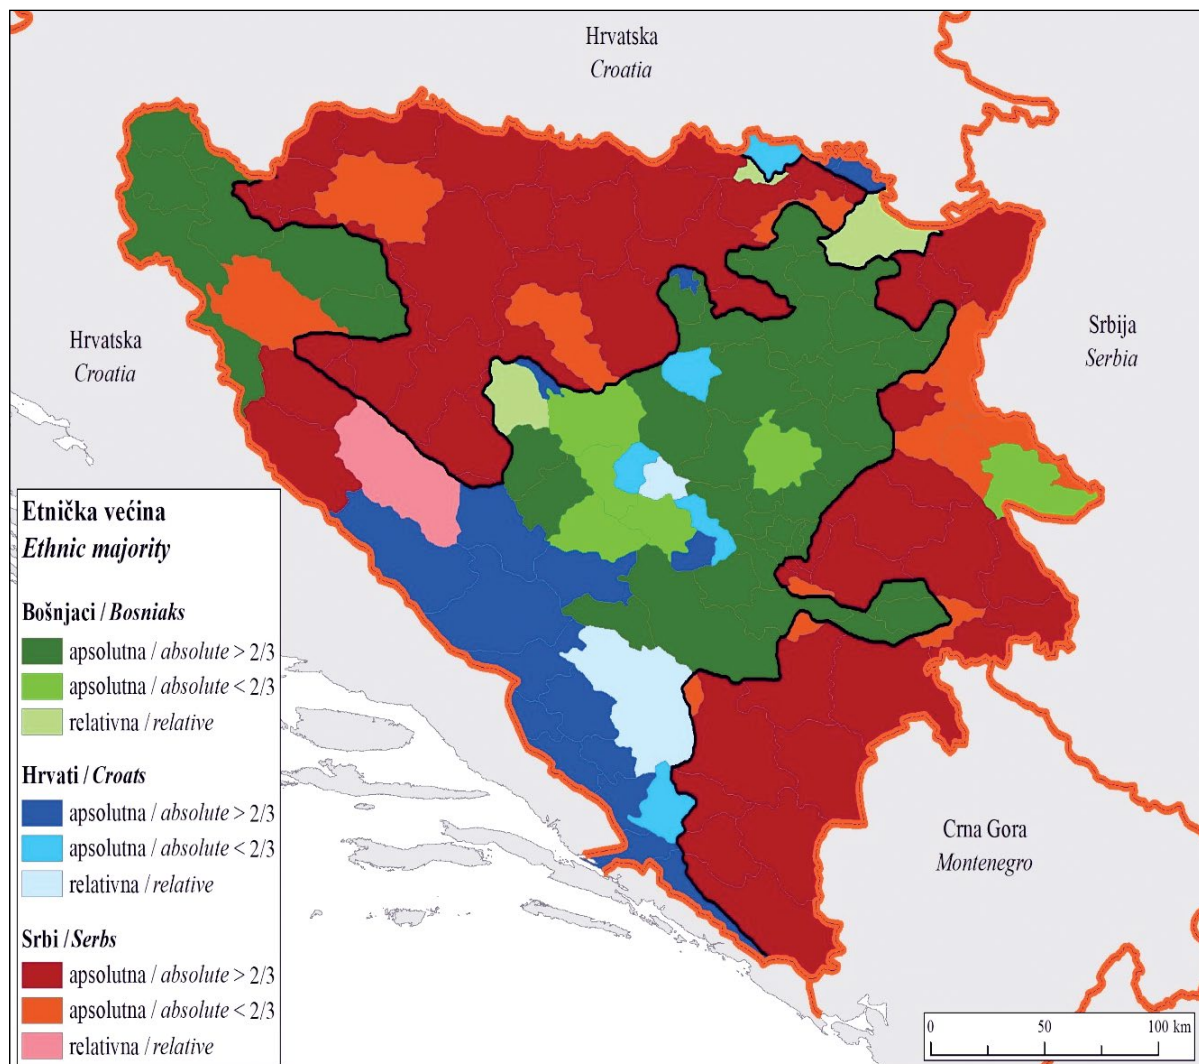 Hrvatska
Croatia
Hrvatska
Croatia
Srbija
Serbia
Crna Gora
Montenegro
Etnička većina
Ethnic majority
Bošnjaci / Bosniaks
apsolutna / absolute > 2/3
apsolutna / absolute < 2/3
relativna / relative
Hrvati / Croats
apsolutna / absolute > 2/3
apsolutna / absolute < 2/3
relativna / relative
Srbi / Serbs
apsolutna / absolute > 2/3
apsolutna / absolute < 2/3
relativna / relative
0 50 100 km